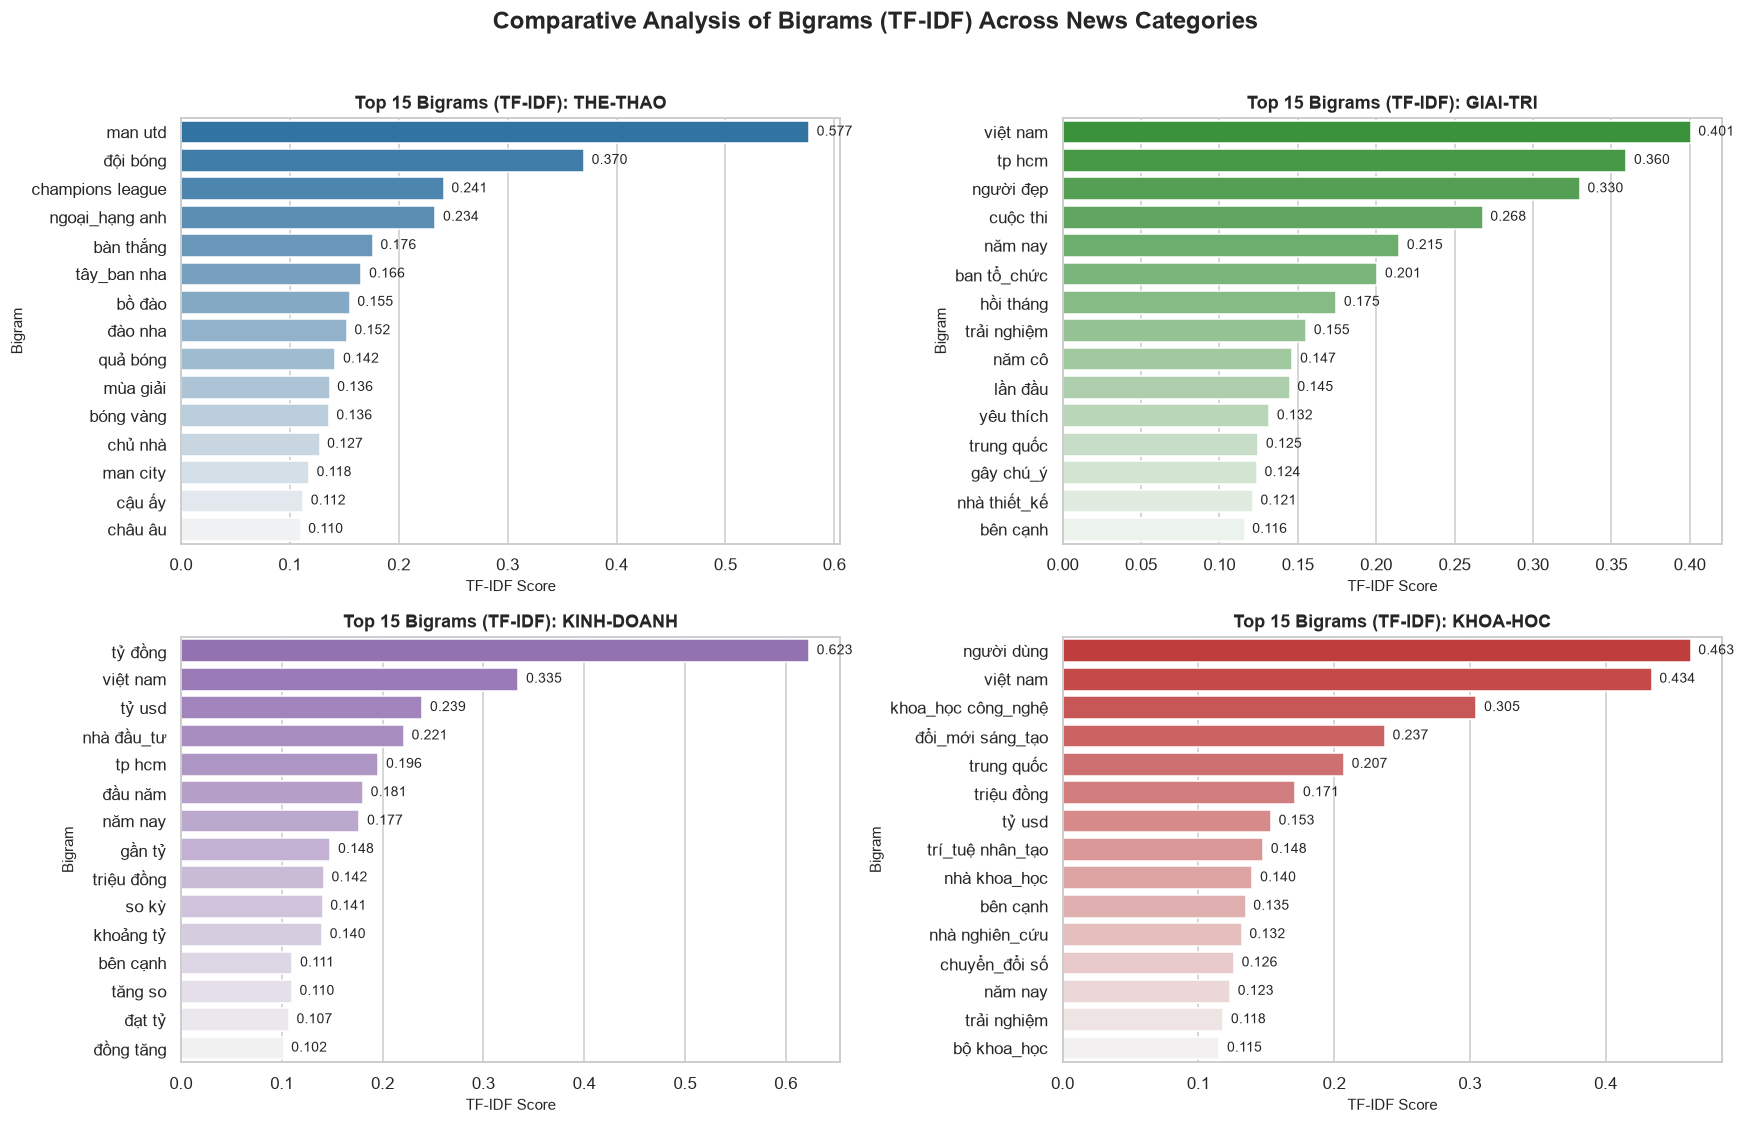 Comparative Analysis of Bigrams (TF-IDF) Across News Categories
Top 15 Bigrams (TF-IDF): THE-THAO
Bigram
man utd 0.577
đội bóng 0.370
champions league 0.241
ngoại_hạng anh 0.234
bàn thắng 0.176
tây_ban nha 0.166
bồ đào 0.155
đào nha 0.152
quả bóng 0.142
mùa giải 0.136
bóng vàng 0.136
chủ nhà 0.127
man city 0.118
cậu ấy 0.112
châu âu 0.110
0.0 0.1 0.2 0.3 0.4 0.5 0.6
TF-IDF Score
Top 15 Bigrams (TF-IDF): GIAI-TRI
Bigram
việt nam 0.401
tp hcm 0.360
người đẹp 0.330
cuộc thi 0.268
năm nay 0.215
ban tổ_chức 0.201
hồi tháng 0.175
trải nghiệm 0.155
năm cô 0.147
lần đầu 0.145
yêu thích 0.132
trung quốc 0.125
gây chú_ý 0.124
nhà thiết_kế 0.121
bên cạnh 0.116
0.00 0.05 0.10 0.15 0.20 0.25 0.30 0.35 0.40
TF-IDF Score
Top 15 Bigrams (TF-IDF): KINH-DOANH
Bigram
tỷ đồng 0.623
việt nam 0.335
tỷ usd 0.239
nhà đầu_tư 0.221
tp hcm 0.196
đầu năm 0.181
năm nay 0.177
gần tỷ 0.148
triệu đồng 0.142
so kỳ 0.141
khoảng tỷ 0.140
bên cạnh 0.111
tăng so 0.110
đạt tỷ 0.107
đồng tăng 0.102
0.0 0.1 0.2 0.3 0.4 0.5 0.6
TF-IDF Score
Top 15 Bigrams (TF-IDF): KHOA-HOC
Bigram
người dùng 0.463
việt nam 0.434
khoa_học công_nghệ 0.305
đổi_mới sáng_tạo 0.237
trung quốc 0.207
triệu đồng 0.171
tỷ usd 0.153
trí_tuệ nhân_tạo 0.148
nhà khoa_học 0.140
bên cạnh 0.135
nhà nghiên_cứu 0.132
chuyển_đổi số 0.126
năm nay 0.123
trải nghiệm 0.118
bộ khoa_học 0.115
0.0 0.1 0.2 0.3 0.4
TF-IDF Score